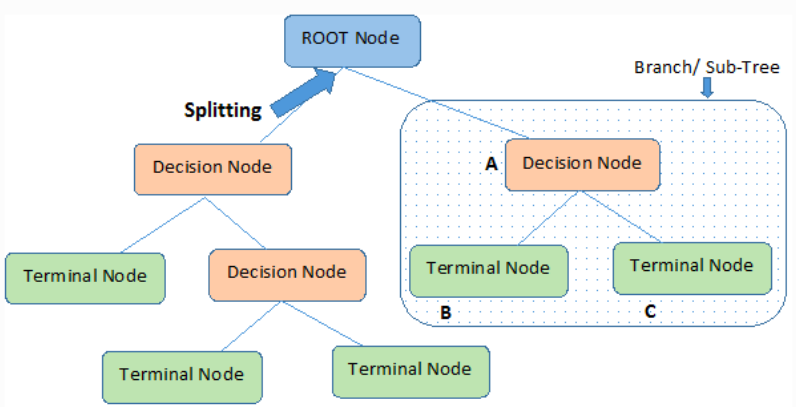 ROOT Node
Branch/ Sub-Tree
Splitting
Decision Node
A
Decision Node
Terminal Node
Decision Node
Terminal Node
Terminal Node
B
C
Terminal Node
Terminal Node